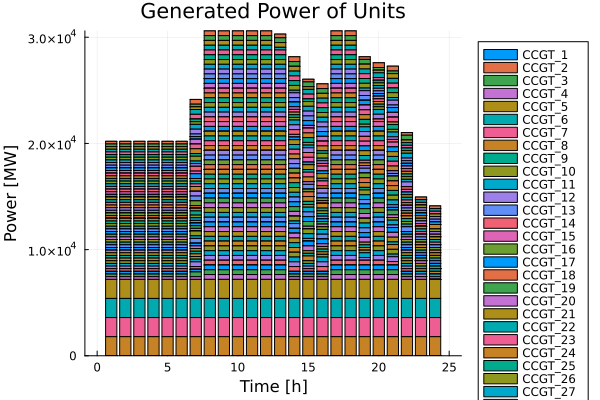 Generated Power of Units
3.0×10⁴
2.0×10⁴
1.0×10⁴
0
Power [MW]
0 5 10 15 20 25
Time [h]
CCGT_1
CCGT_2
CCGT_3
CCGT_4
CCGT_5
CCGT_6
CCGT_7
CCGT_8
CCGT_9
CCGT_10
CCGT_11
CCGT_12
CCGT_13
CCGT_14
CCGT_15
CCGT_16
CCGT_17
CCGT_18
CCGT_19
CCGT_20
CCGT_21
CCGT_22
CCGT_23
CCGT_24
CCGT_25
CCGT_26
CCGT_27